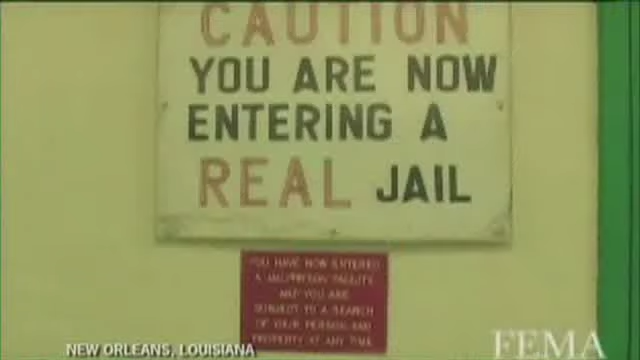 CAUTION
YOU ARE NOW
ENTERING A
REAL JAIL
YOU HAVE NOW ENTERED
A JAIL/PRISON FACILITY
AND YOU ARE
SUBJECT TO A SEARCH
OF YOUR PERSON AND
PROPERTY AT ANY TIME
NEW ORLEANS, LOUISIANA
FEMA